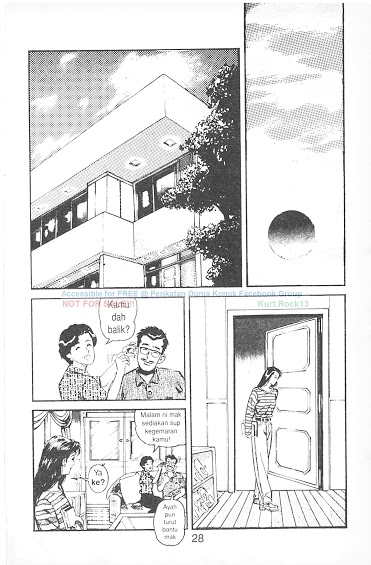 Accessible for FREE @ Perikatan Dunia Komik Facebook Group
NOT FOR SALE!!!
Kurt.Rock13
Kamu
dah
balik?
Malam ni mak
sediakan sup
kegemaran
kamu!
Ya
ke?
Ayah
pun
turut
bantu
mak.
28